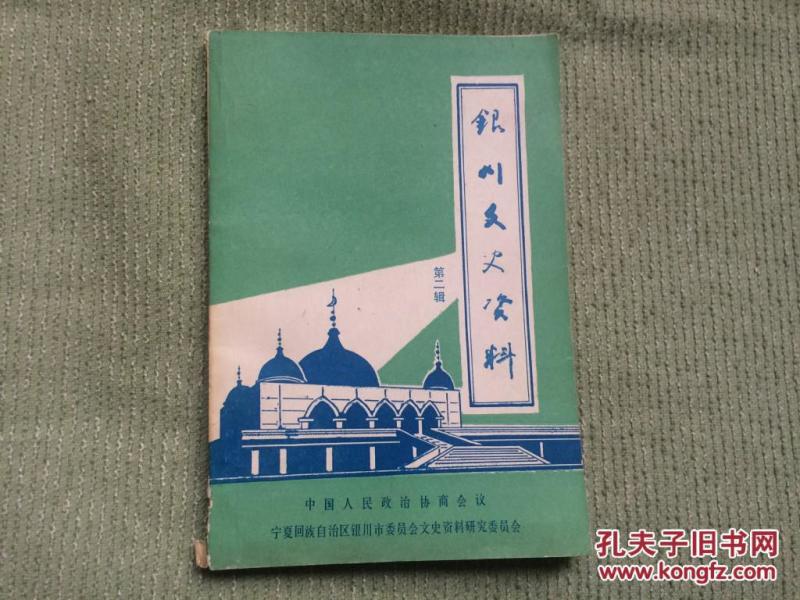 銀川文史资料
第二辑
中国人民政治协商会议
宁夏回族自治区银川市委员会文史资料研究委员会
孔夫子旧书网
www.kongfz.com